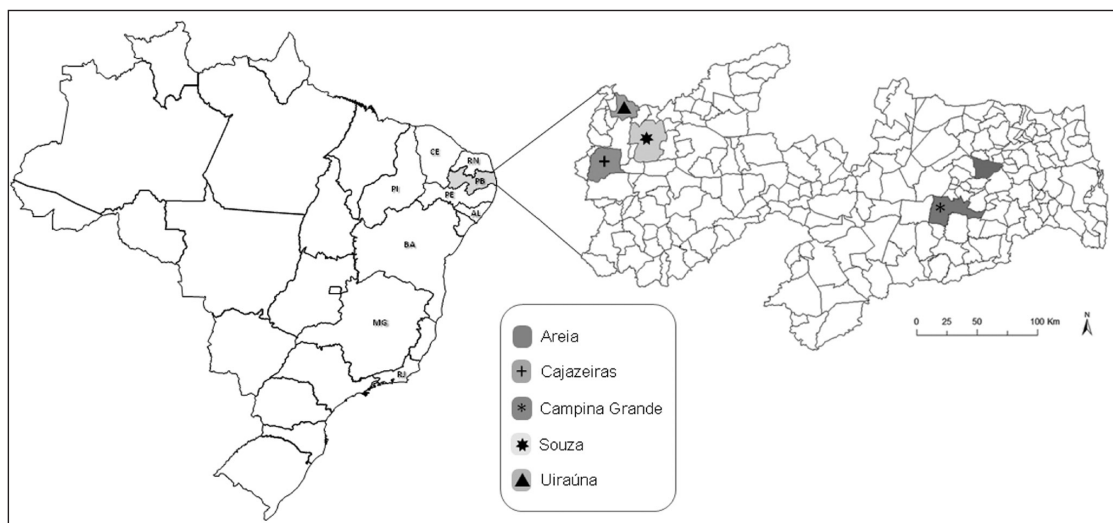 CE
RN
PI
PB
PE
AL
BA
MG
RJ
N
0 25 50 100 Km
Areia
Cajazeiras
Campina Grande
Souza
Uiraúna